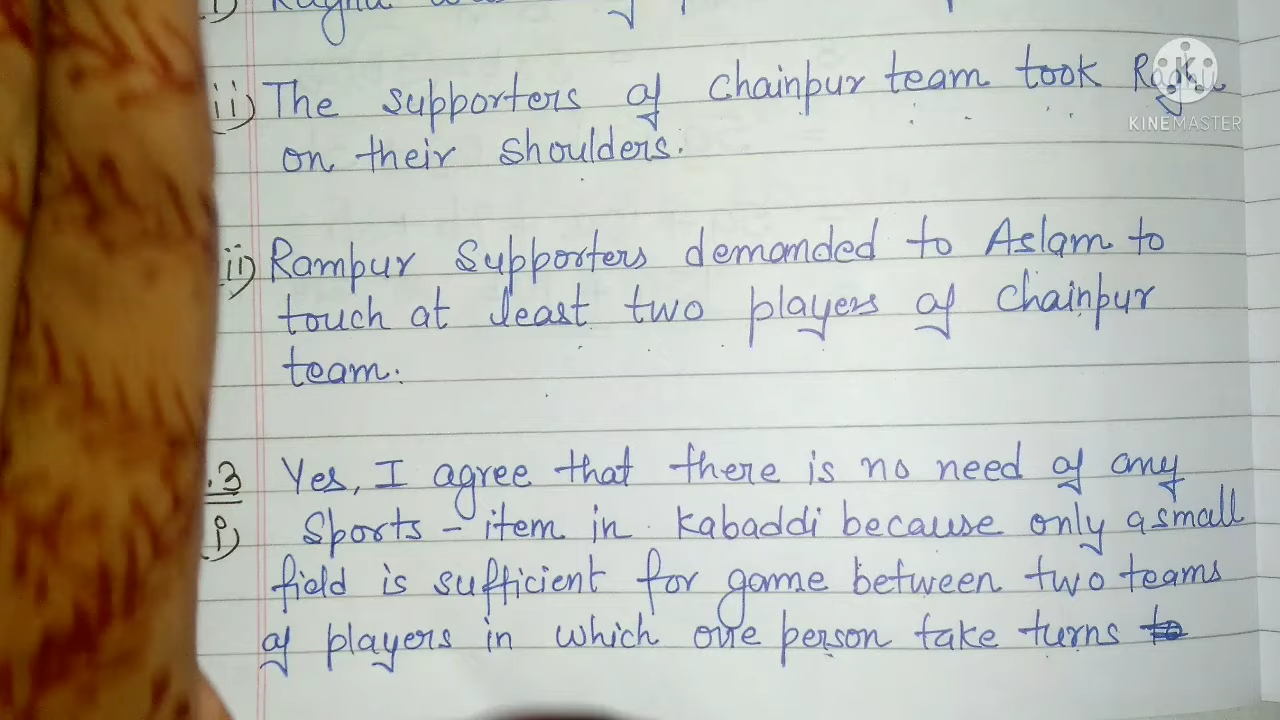 ii) The supporters of Chainpur team took Raghu
on their shoulders.
ii) Rampur Supporters demanded to Aslam to
touch at least two players of Chainpur
team.
.3 Yes, I agree that there is no need of any
i) Sports - item in Kabaddi because only a small
field is sufficient for game between two teams
of players in which one person take turns
KINEMASTER